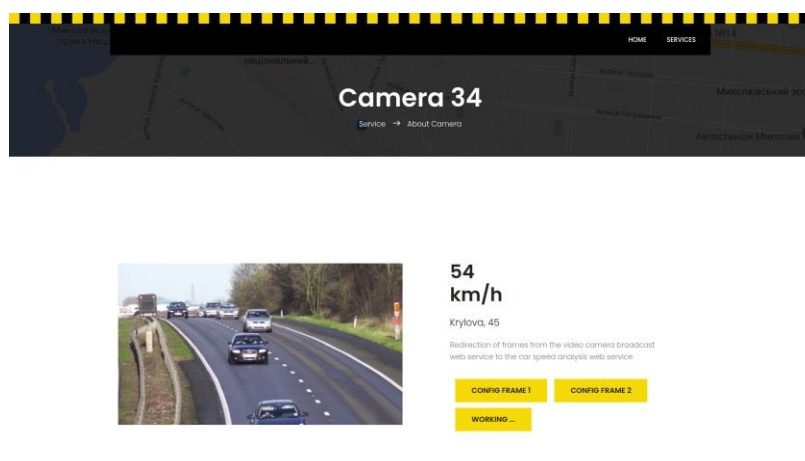 HOME SERVICES
національний...
Миколаївський зоо
Camera 34
Service → About Camera
Автостанція Миколаїв
54
km/h
Krylova, 45
Redirection of frames from the video camera broadcast
web service to the car speed analysis web service
CONFIG FRAME 1 CONFIG FRAME 2
WORKING ...